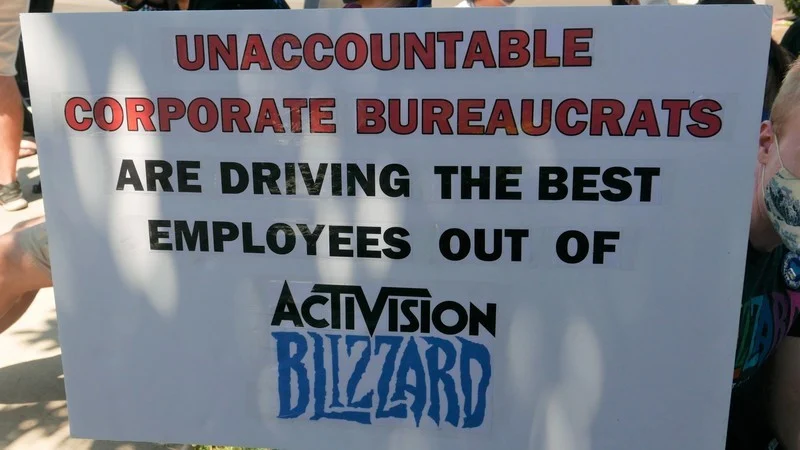 UNACCOUNTABLE
CORPORATE BUREAUCRATS
ARE DRIVING THE BEST
EMPLOYEES OUT OF
ACTIVISION
BLIZZARD